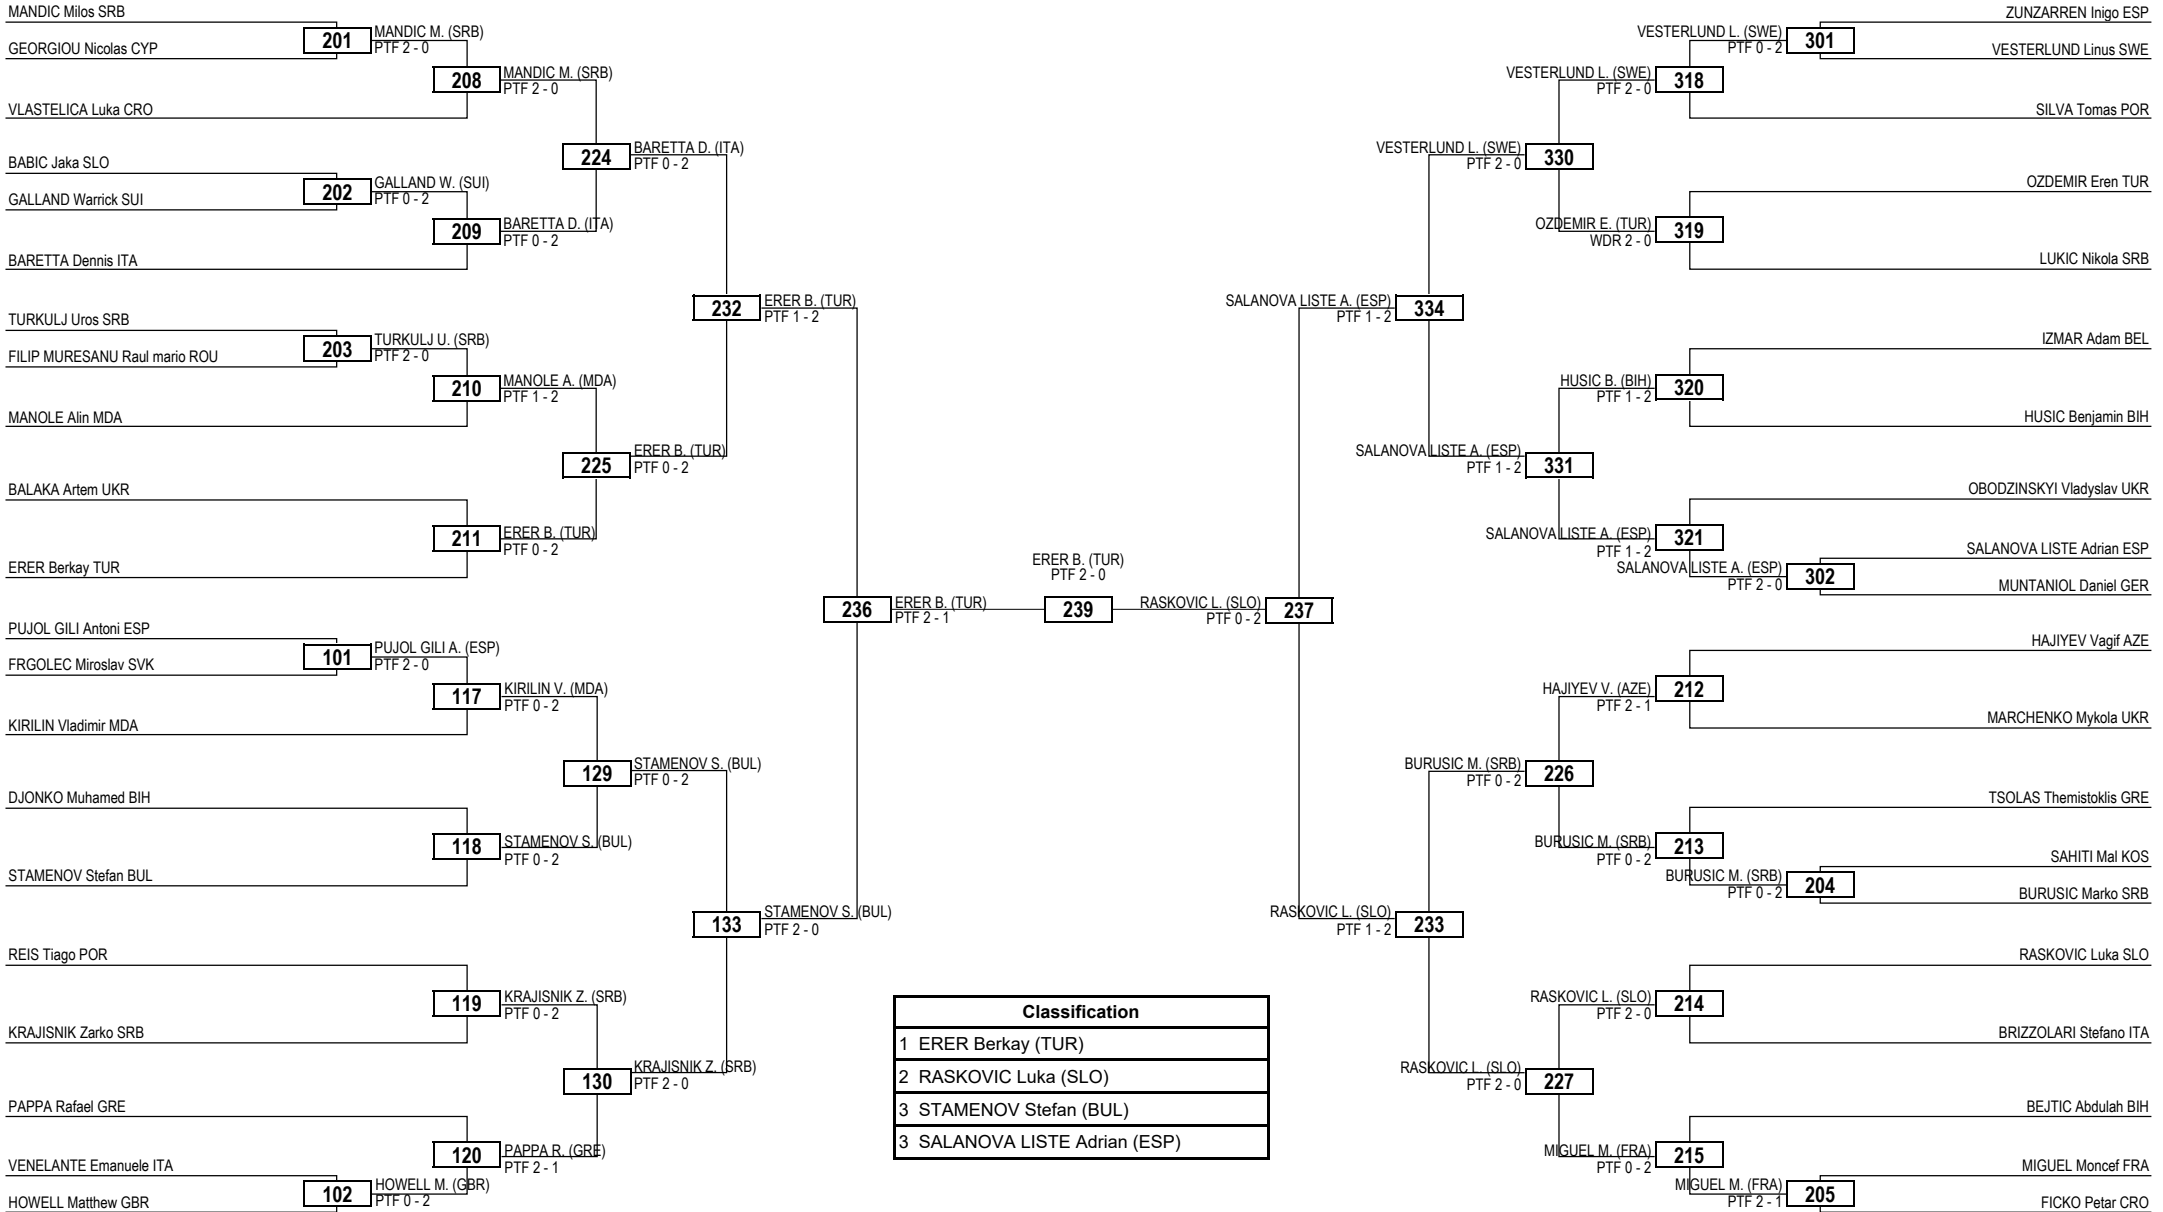 MANDIC Milos SRB
201
MANDIC M. (SRB)
PTF 2 - 0
GEORGIOU Nicolas CYP
208
MANDIC M. (SRB)
PTF 2 - 0
VLASTELICA Luka CRO
224
BARETTA D. (ITA)
PTF 0 - 2
BABIC Jaka SLO
202
GALLAND W. (SUI)
PTF 0 - 2
GALLAND Warrick SUI
209
BARETTA D. (ITA)
PTF 0 - 2
BARETTA Dennis ITA
232
ERER B. (TUR)
PTF 1 - 2
TURKULJ Uros SRB
203
TURKULJ U. (SRB)
PTF 2 - 0
FILIP MURESANU Raul mario ROU
210
MANOLE A. (MDA)
PTF 1 - 2
MANOLE Alin MDA
225
ERER B. (TUR)
PTF 0 - 2
BALAKA Artem UKR
211
ERER B. (TUR)
PTF 0 - 2
ERER Berkay TUR
236
ERER B. (TUR)
PTF 2 - 1
PUJOL GILI Antoni ESP
101
PUJOL GILI A. (ESP)
PTF 2 - 0
FRGOLEC Miroslav SVK
117
KIRILIN V. (MDA)
PTF 0 - 2
KIRILIN Vladimir MDA
129
STAMENOV S. (BUL)
PTF 0 - 2
DJONKO Muhamed BIH
118
STAMENOV S. (BUL)
PTF 0 - 2
STAMENOV Stefan BUL
133
STAMENOV S. (BUL)
PTF 2 - 0
REIS Tiago POR
119
KRAJISNIK Z. (SRB)
PTF 0 - 2
KRAJISNIK Zarko SRB
130
KRAJISNIK Z. (SRB)
PTF 2 - 0
PAPPA Rafael GRE
120
PAPPA R. (GRE)
PTF 2 - 1
VENELANTE Emanuele ITA
102
HOWELL M. (GBR)
PTF 0 - 2
HOWELL Matthew GBR
ERER B. (TUR)
PTF 2 - 0
239
ZUNZARREN Inigo ESP
VESTERLUND L. (SWE)
PTF 0 - 2
301
VESTERLUND Linus SWE
VESTERLUND L. (SWE)
PTF 2 - 0
318
SILVA Tomas POR
VESTERLUND L. (SWE)
PTF 2 - 0
330
OZDEMIR Eren TUR
OZDEMIR E. (TUR)
WDR 2 - 0
319
LUKIC Nikola SRB
SALANOVA LISTE A. (ESP)
PTF 1 - 2
334
IZMAR Adam BEL
HUSIC B. (BIH)
PTF 1 - 2
320
HUSIC Benjamin BIH
SALANOVA LISTE A. (ESP)
PTF 1 - 2
331
OBODZINSKYI Vladyslav UKR
SALANOVA LISTE A. (ESP)
PTF 1 - 2
321
SALANOVA LISTE Adrian ESP
SALANOVA LISTE A. (ESP)
PTF 2 - 0
302
MUNTANIOL Daniel GER
RASKOVIC L. (SLO)
PTF 0 - 2
237
HAJIYEV Vagif AZE
HAJIYEV V. (AZE)
PTF 2 - 1
212
MARCHENKO Mykola UKR
BURUSIC M. (SRB)
PTF 0 - 2
226
TSOLAS Themistoklis GRE
BURUSIC M. (SRB)
PTF 0 - 2
213
SAHITI Mal KOS
BURUSIC M. (SRB)
PTF 0 - 2
204
BURUSIC Marko SRB
RASKOVIC L. (SLO)
PTF 1 - 2
233
RASKOVIC Luka SLO
RASKOVIC L. (SLO)
PTF 2 - 0
214
BRIZZOLARI Stefano ITA
RASKOVIC L. (SLO)
PTF 2 - 0
227
BEJTIC Abdulah BIH
MIGUEL M. (FRA)
PTF 0 - 2
215
MIGUEL Moncef FRA
MIGUEL M. (FRA)
PTF 2 - 1
205
FICKO Petar CRO
Classification
1 ERER Berkay (TUR)
2 RASKOVIC Luka (SLO)
3 STAMENOV Stefan (BUL)
3 SALANOVA LISTE Adrian (ESP)